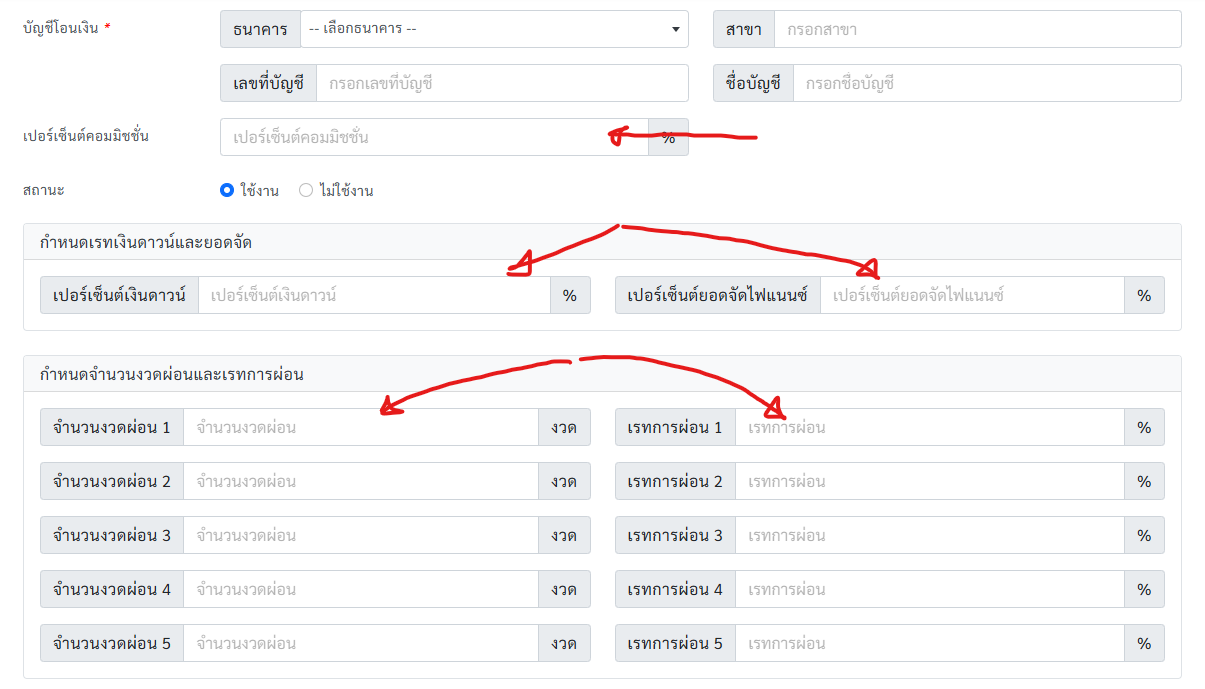 บัญชีโอนเงิน * ธนาคาร -- เลือกธนาคาร -- สาขา กรอกสาขา
เลขที่บัญชี กรอกเลขที่บัญชี ชื่อบัญชี กรอกชื่อบัญชี
เปอร์เซ็นต์คอมมิชชั่น เปอร์เซ็นต์คอมมิชชั่น %
สถานะ ใช้งาน ไม่ใช้งาน
กำหนดเรทเงินดาวน์และยอดจัด
เปอร์เซ็นต์เงินดาวน์ เปอร์เซ็นต์เงินดาวน์ % เปอร์เซ็นต์ยอดจัดไฟแนนซ์ เปอร์เซ็นต์ยอดจัดไฟแนนซ์ %
กำหนดจำนวนงวดผ่อนและเรทการผ่อน
จำนวนงวดผ่อน 1 จำนวนงวดผ่อน งวด เรทการผ่อน 1 เรทการผ่อน %
จำนวนงวดผ่อน 2 จำนวนงวดผ่อน งวด เรทการผ่อน 2 เรทการผ่อน %
จำนวนงวดผ่อน 3 จำนวนงวดผ่อน งวด เรทการผ่อน 3 เรทการผ่อน %
จำนวนงวดผ่อน 4 จำนวนงวดผ่อน งวด เรทการผ่อน 4 เรทการผ่อน %
จำนวนงวดผ่อน 5 จำนวนงวดผ่อน งวด เรทการผ่อน 5 เรทการผ่อน %